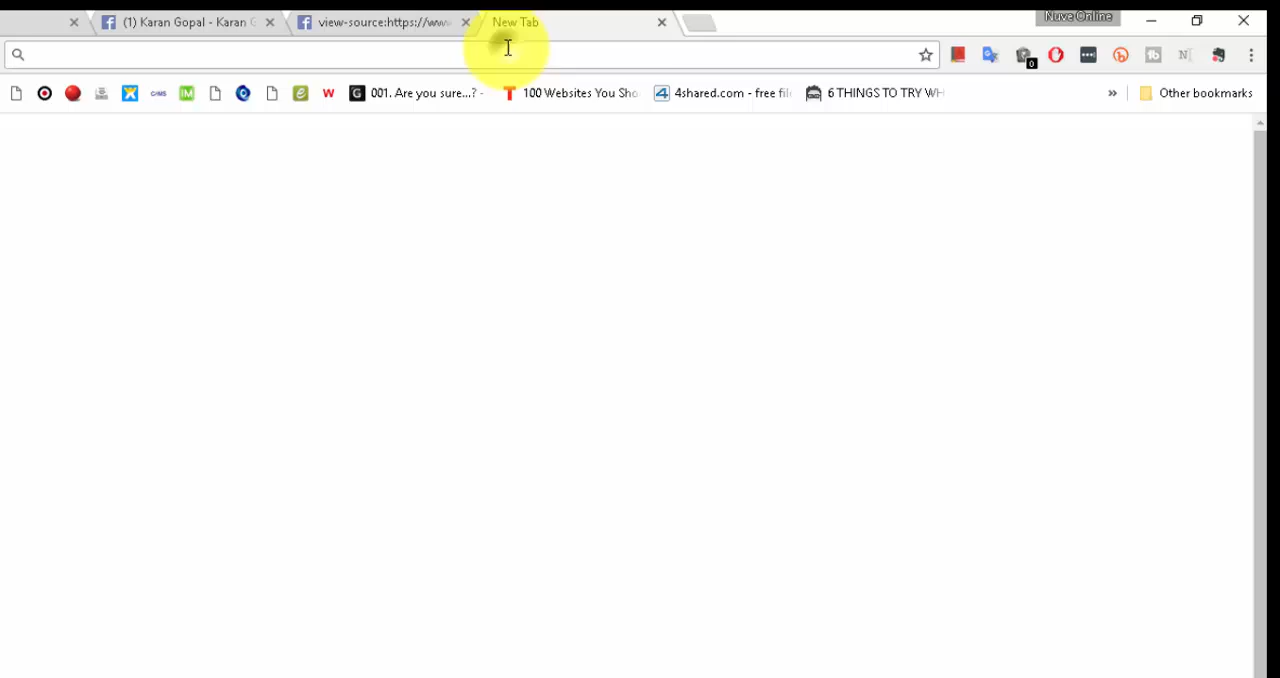 (1) Karan Gopal - Karan G
view-source:https://www
New Tab
Nuve Online
0
001. Are you sure...? -
100 Websites You Sho
4shared.com - free fil
6 THINGS TO TRY WH
»
Other bookmarks